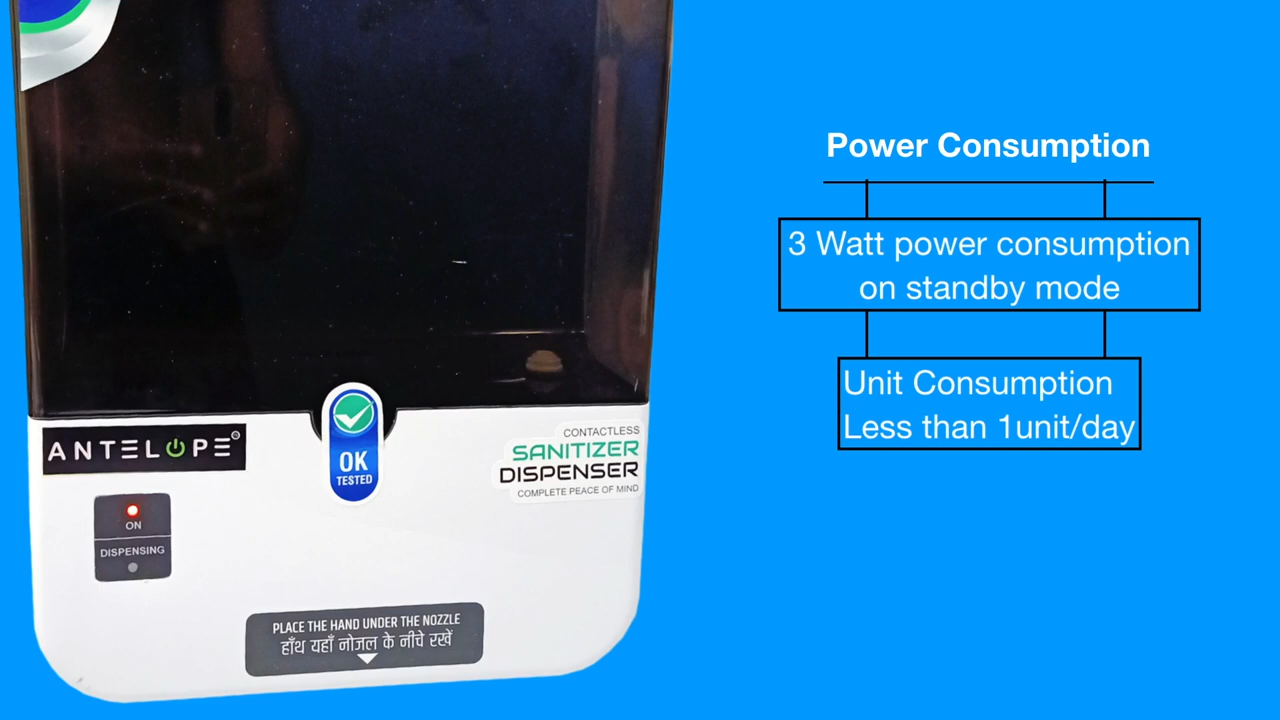 ANTELOPE
OK
TESTED
CONTACTLESS
SANITIZER
DISPENSER
COMPLETE PEACE OF MIND
ON
DISPENSING
PLACE THE HAND UNDER THE NOZZLE
हाँथ यहाँ नोजल के नीचे रखें
Power Consumption
3 Watt power consumption
on standby mode
Unit Consumption
Less than 1unit/day